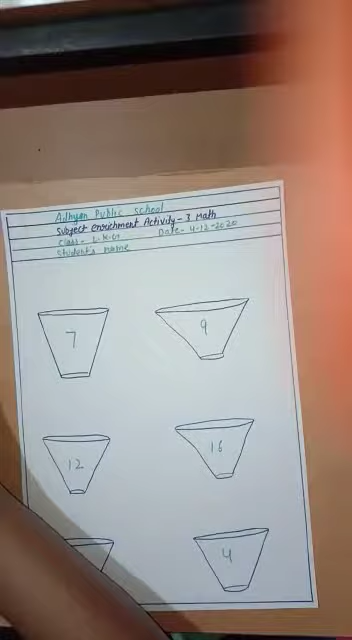 Adhyan Public School
Subject enrichment Activity - 3 Math
Class - L.K.G
Date - 4-12-2020
Student's name
7
9
12
16
4